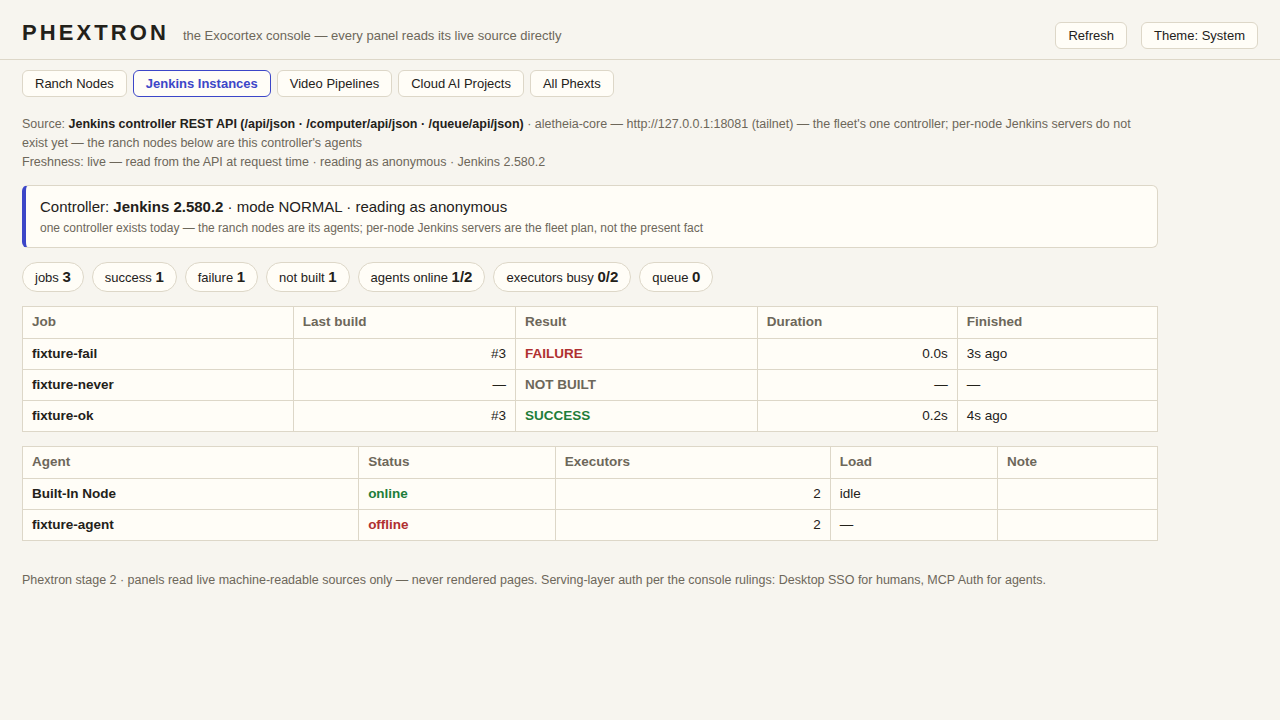 PHEXTRON the Exocortex console — every panel reads its live source directly Refresh Theme: System
Ranch Nodes Jenkins Instances Video Pipelines Cloud AI Projects All Phexts
Source: Jenkins controller REST API (/api/json · /computer/api/json · /queue/api/json) · aletheia-core — http://127.0.0.1:18081 (tailnet) — the fleet's one controller; per-node Jenkins servers do not
exist yet — the ranch nodes below are this controller's agents
Freshness: live — read from the API at request time · reading as anonymous · Jenkins 2.580.2
Controller: Jenkins 2.580.2 · mode NORMAL · reading as anonymous
one controller exists today — the ranch nodes are its agents; per-node Jenkins servers are the fleet plan, not the present fact
jobs 3 success 1 failure 1 not built 1 agents online 1/2 executors busy 0/2 queue 0
Job Last build Result Duration Finished
fixture-fail #3 FAILURE 0.0s 3s ago
fixture-never — NOT BUILT — —
fixture-ok #3 SUCCESS 0.2s 4s ago
Agent Status Executors Load Note
Built-In Node online 2 idle
fixture-agent offline 2 —
Phextron stage 2 · panels read live machine-readable sources only — never rendered pages. Serving-layer auth per the console rulings: Desktop SSO for humans, MCP Auth for agents.